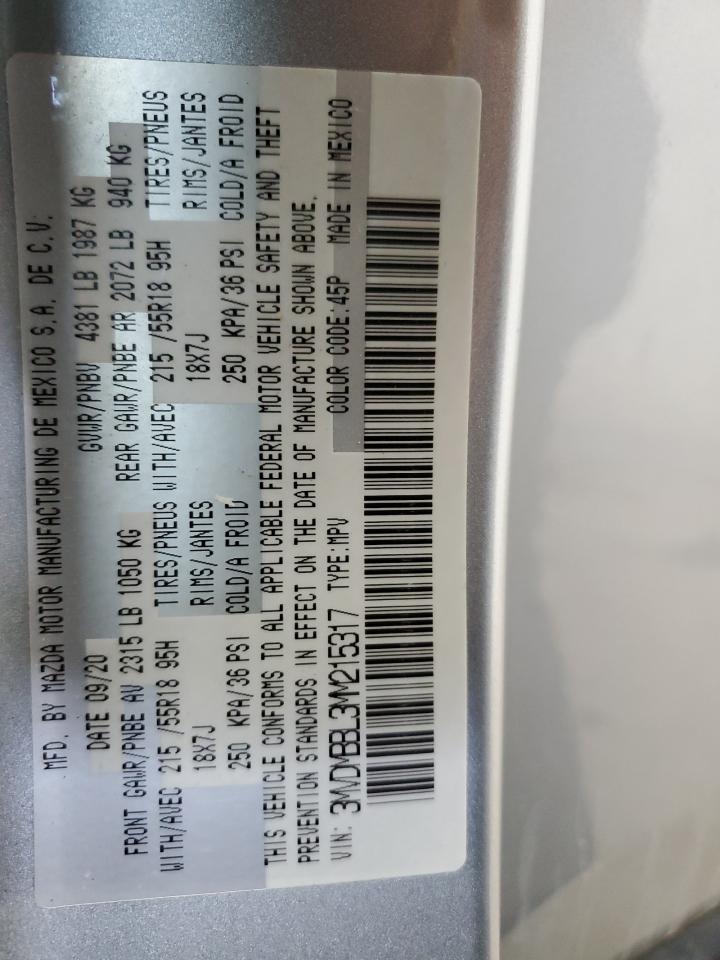 MFD. BY MAZDA MOTOR MANUFACTURING DE MEXICO S.A. DE C.V.
DATE 09/20 GVWR/PNBV 4381 LB 1987 KG
FRONT GAWR/PNBE AV 2315 LB 1050 KG REAR GAWR/PNBE AR 2072 LB 940 KG
WITH/AVEC 215 /55R18 95H TIRES/PNEUS WITH/AVEC 215 /55R18 95H TIRES/PNEUS
18X7J RIMS/JANTES 18X7J RIMS/JANTES
250 KPA/36 PSI COLD/A FROID 250 KPA/36 PSI COLD/A FROID
THIS VEHICLE CONFORMS TO ALL APPLICABLE FEDERAL MOTOR VEHICLE SAFETY AND THEFT
PREVENTION STANDARDS IN EFFECT ON THE DATE OF MANUFACTURE SHOWN ABOVE.
VIN: 3MVDMBBL3MM215317 TYPE:MPV COLOR CODE:45P MADE IN MEXICO